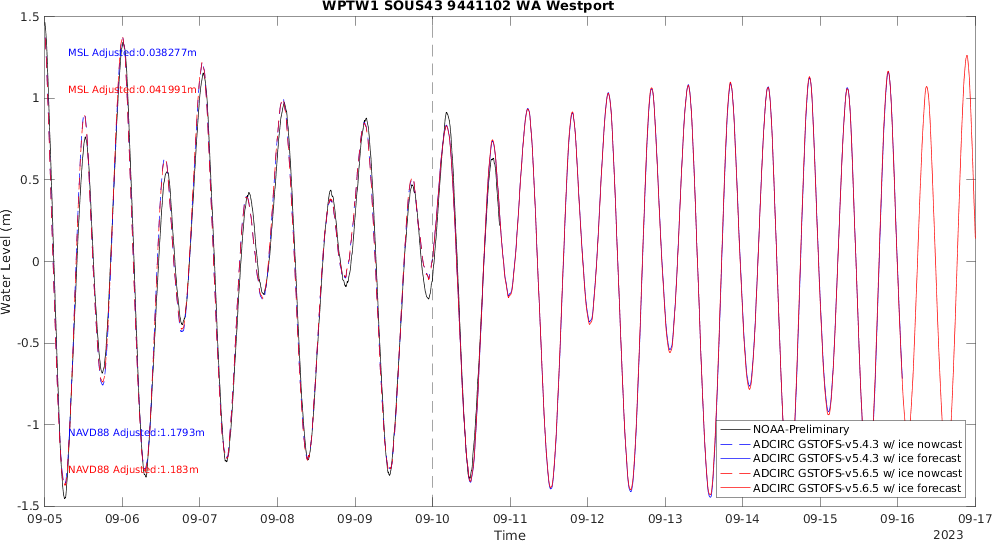 WPTW1 SOUS43 9441102 WA Westport
1.5
1
0.5
0
-0.5
-1
-1.5
Water Level (m)
MSL Adjusted:0.038277m
MSL Adjusted:0.041991m
NAVD88 Adjusted:1.1793m
NAVD88 Adjusted:1.183m
NOAA-Preliminary
ADCIRC GSTOFS-v5.4.3 w/ ice nowcast
ADCIRC GSTOFS-v5.4.3 w/ ice forecast
ADCIRC GSTOFS-v5.6.5 w/ ice nowcast
ADCIRC GSTOFS-v5.6.5 w/ ice forecast
09-05 09-06 09-07 09-08 09-09 09-10 09-11 09-12 09-13 09-14 09-15 09-16 09-17
Time
2023